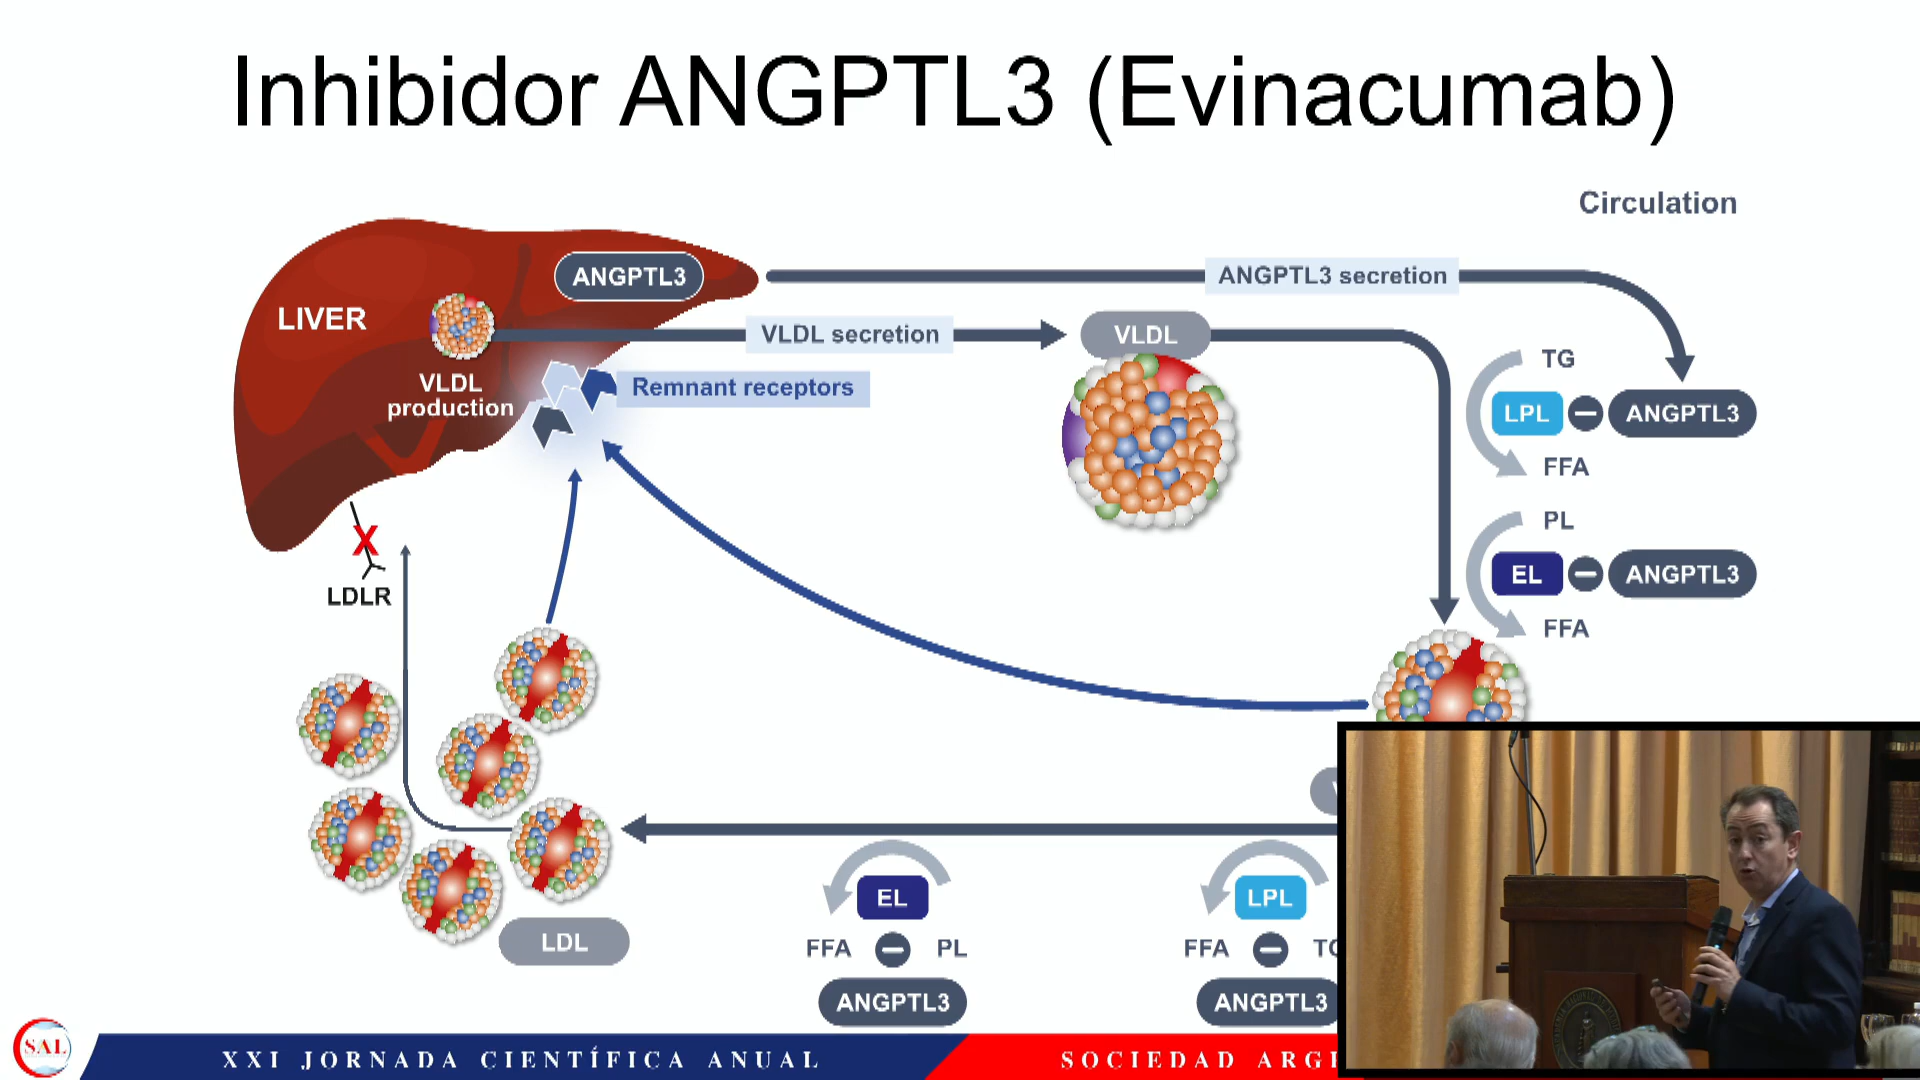 Inhibidor ANGPTL3 (Evinacumab)
Circulation
ANGPTL3
ANGPTL3 secretion
LIVER
VLDL secretion
VLDL
TG
VLDL
production
Remnant receptors
LPL
ANGPTL3
FFA
PL
LDLR
X
EL
ANGPTL3
FFA
EL
LPL
LDL
FFA
PL
FFA
ANGPTL3
ANGPTL3
SAL
XXI JORNADA CIENTÍFICA ANUAL
SOCIEDAD